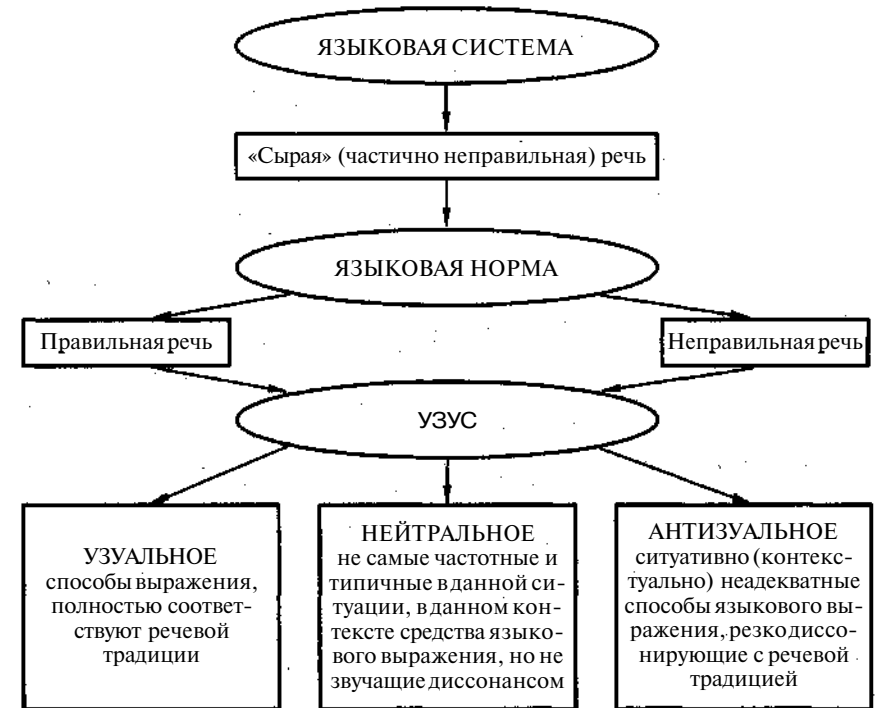 ЯЗЫКОВАЯ СИСТЕМА
«Сырая» (частично неправильная) речь
ЯЗЫКОВАЯ НОРМА
Правильная речь
Неправильная речь
УЗУС
УЗУАЛЬНОЕ
способы выражения,
полностью соответ-
ствуют речевой
традиции
НЕЙТРАЛЬНОЕ
не самые частотные и
типичные в данной си-
туации, в данном кон-
тексте средства языко-
вого выражения, но не
звучащие диссонансом
АНТИЗУАЛЬНОЕ
ситуативно (контекс-
туально) неадекватные
способы языкового вы-
ражения, резко диссо-
нирующие с речевой
традицией